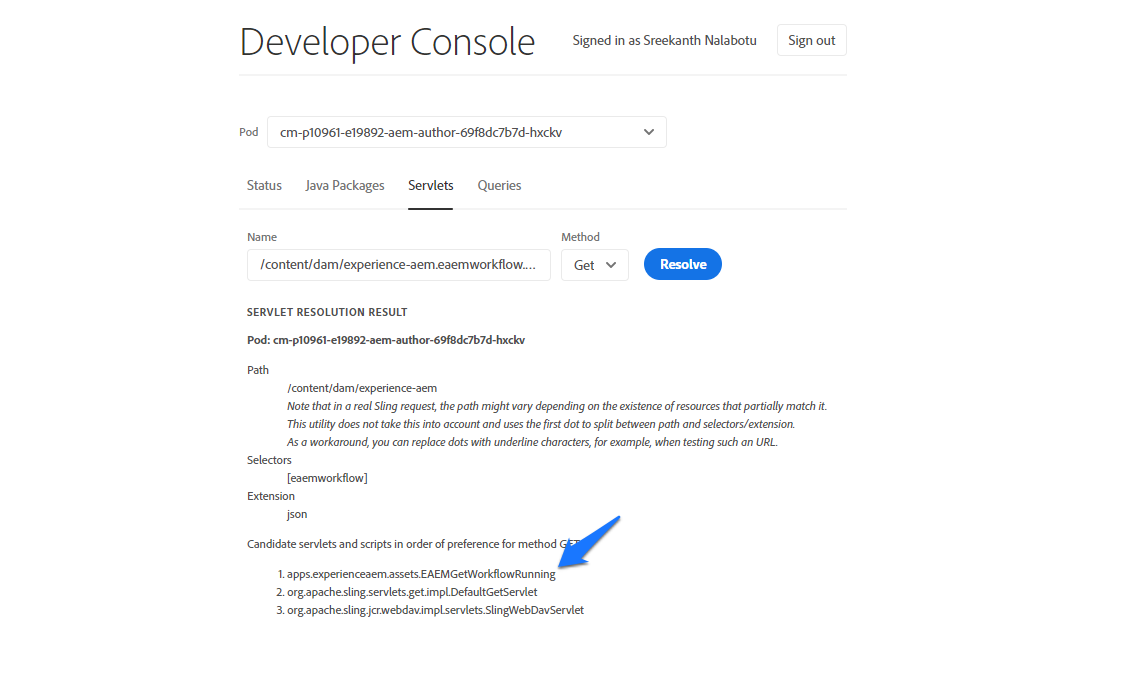 Developer Console
Signed in as Sreekanth Nalabotu
Sign out
Pod
cm-p10961-e19892-aem-author-69f8dc7b7d-hxckv
Status
Java Packages
Servlets
Queries
Name
Method
/content/dam/experience-aem.eaemworkflow....
Get
Resolve
SERVLET RESOLUTION RESULT
Pod: cm-p10961-e19892-aem-author-69f8dc7b7d-hxckv
Path
/content/dam/experience-aem
Note that in a real Sling request, the path might vary depending on the existence of resources that partially match it.
This utility does not take this into account and uses the first dot to split between path and selectors/extension.
As a workaround, you can replace dots with underline characters, for example, when testing such an URL.
Selectors
[eaemworkflow]
Extension
json
Candidate servlets and scripts in order of preference for method GET
1. apps.experienceaem.assets.EAEMGetWorkflowRunning
2. org.apache.sling.servlets.get.impl.DefaultGetServlet
3. org.apache.sling.jcr.webdav.impl.servlets.SlingWebDavServlet